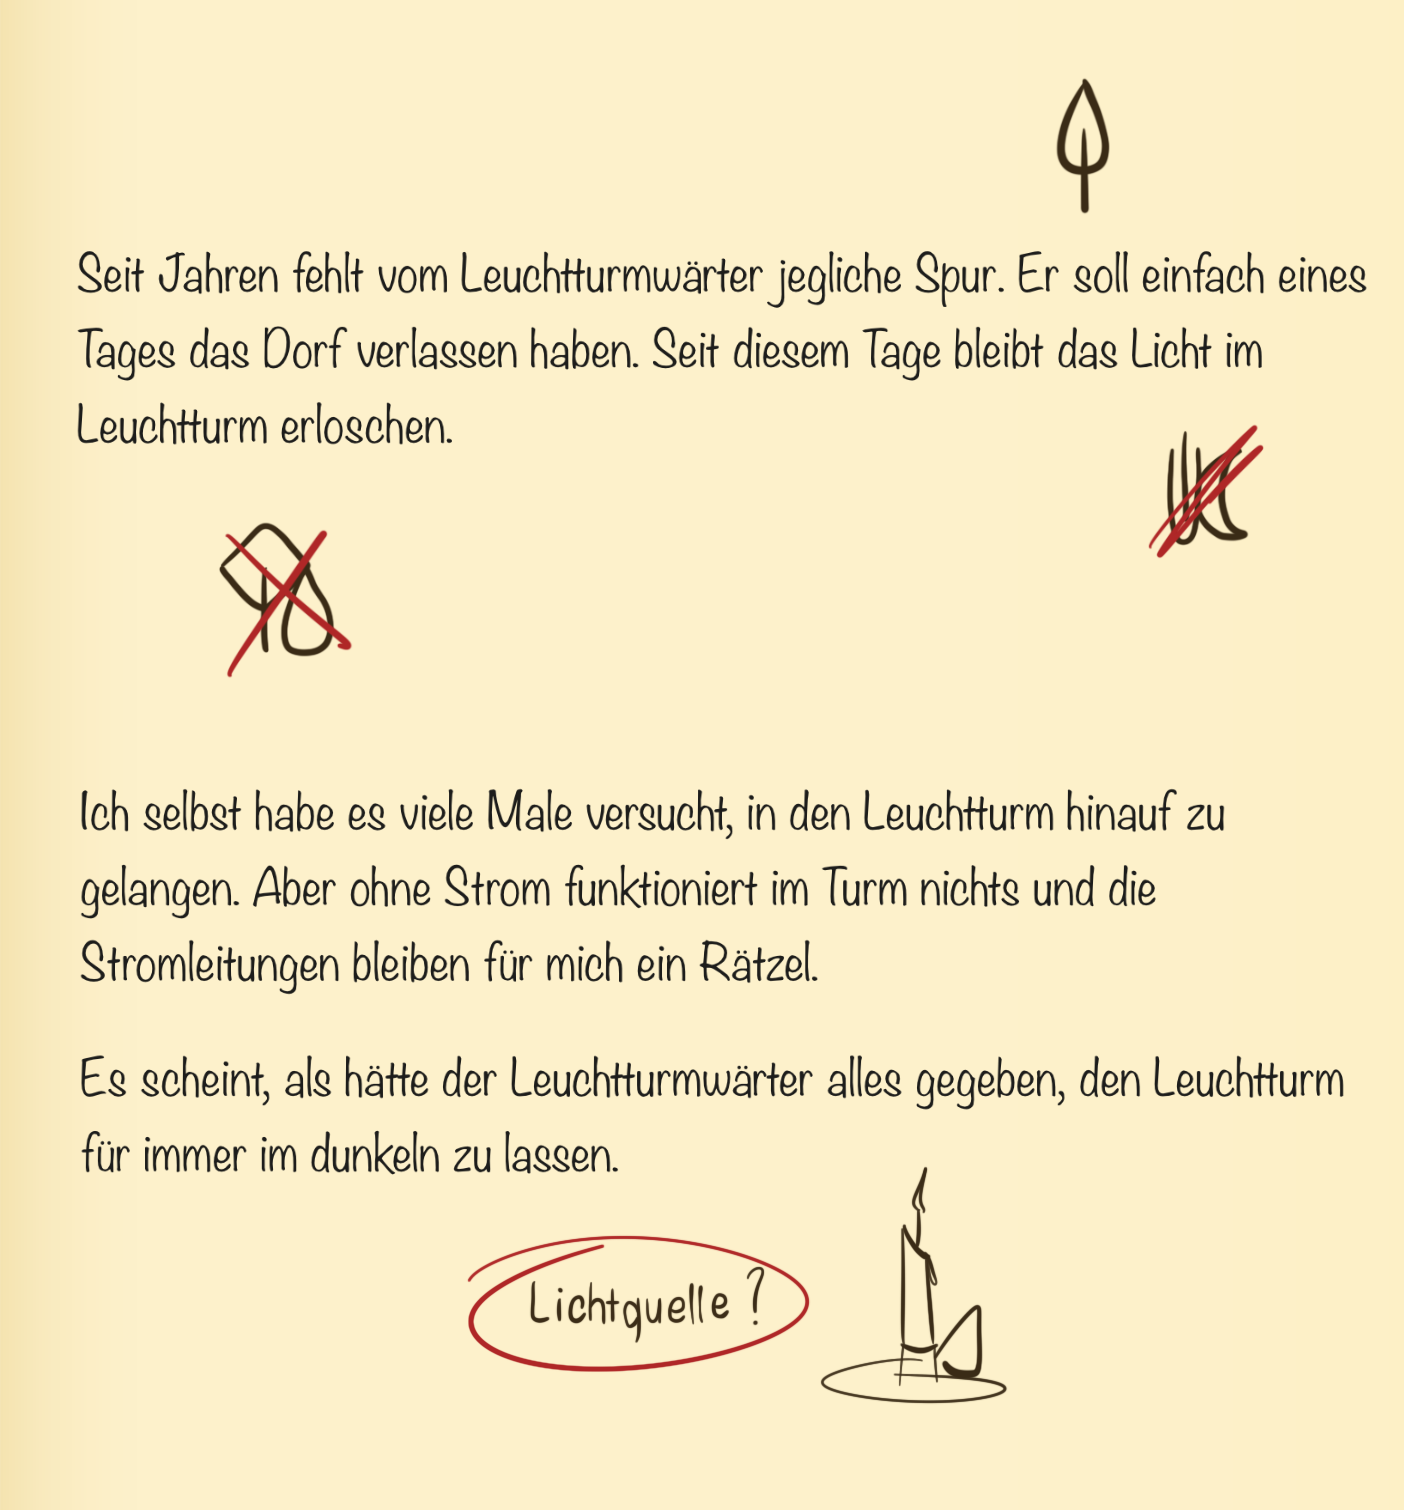 Seit Jahren fehlt vom Leuchtturmwärter jegliche Spur. Er soll einfach eines
Tages das Dorf verlassen haben. Seit diesem Tage bleibt das Licht im
Leuchtturm erloschen.
Ich selbst habe es viele Male versucht, in den Leuchtturm hinauf zu
gelangen. Aber ohne Strom funktioniert im Turm nichts und die
Stromleitungen bleiben für mich ein Rätzel.
Es scheint, als hätte der Leuchtturmwärter alles gegeben, den Leuchtturm
für immer im dunkeln zu lassen.
Lichtquelle ?